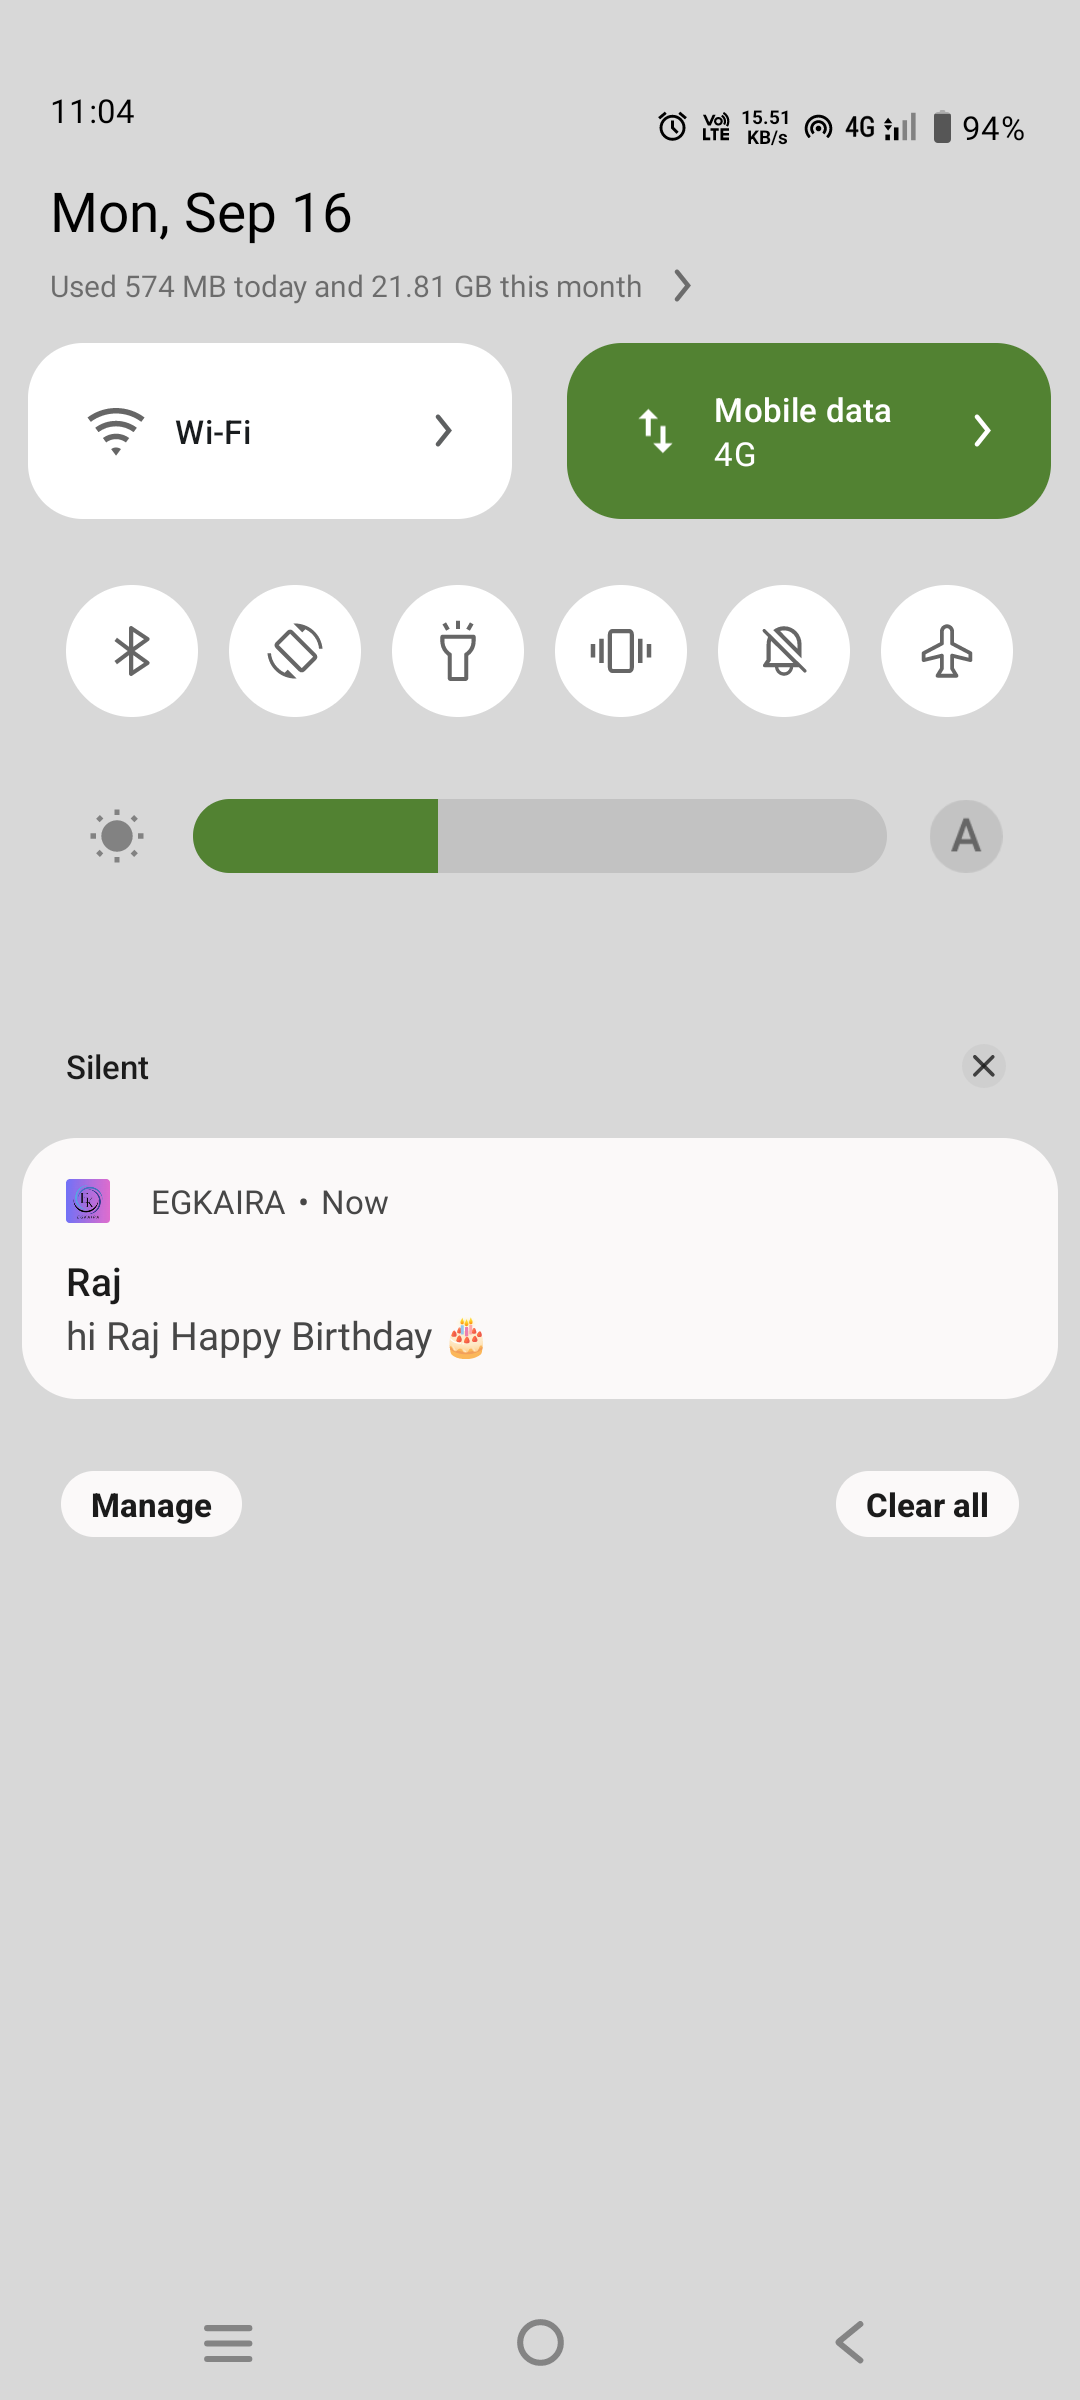 11:04
Vo) LTE 15.51 KB/s 4G 94%
Mon, Sep 16
Used 574 MB today and 21.81 GB this month
Wi-Fi
Mobile data
4G
A
Silent
EGKAIRA • Now
Raj
hi Raj Happy Birthday 🎂
Manage
Clear all